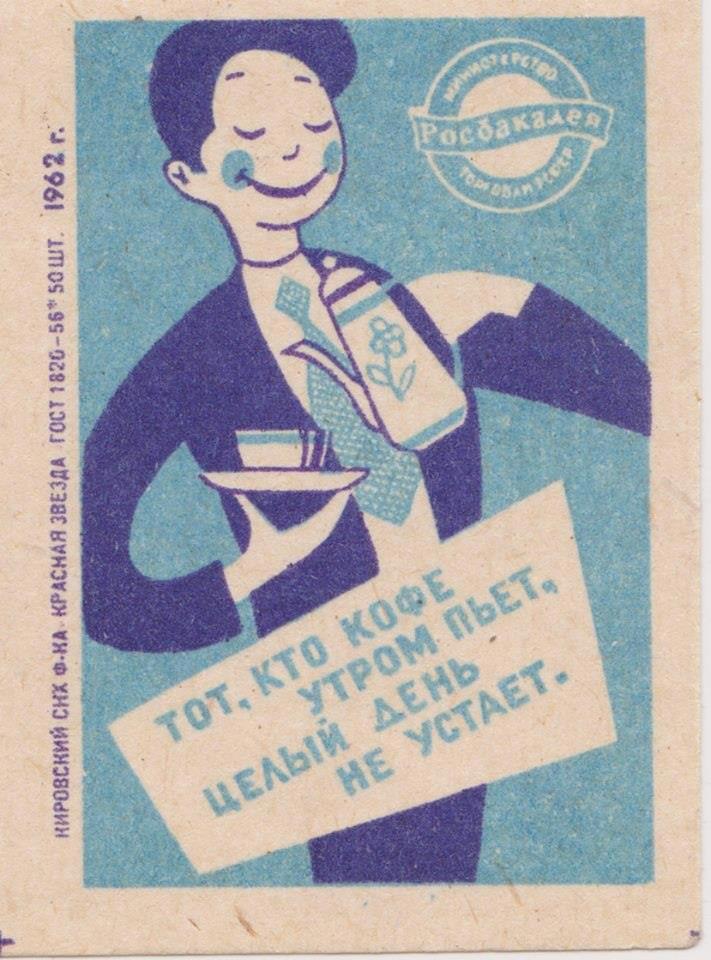 МИНИСТЕРСТВО
Росбакалея
ТОРГОВЛИ РСФСР
КИРОВСКИЙ СНХ Ф-КА КРАСНАЯ ЗВЕЗДА ГОСТ 1820-56* 50 ШТ. 1962 г.
ТОТ, КТО КОФЕ
УТРОМ ПЬЕТ,
ЦЕЛЫЙ ДЕНЬ
НЕ УСТАЕТ.